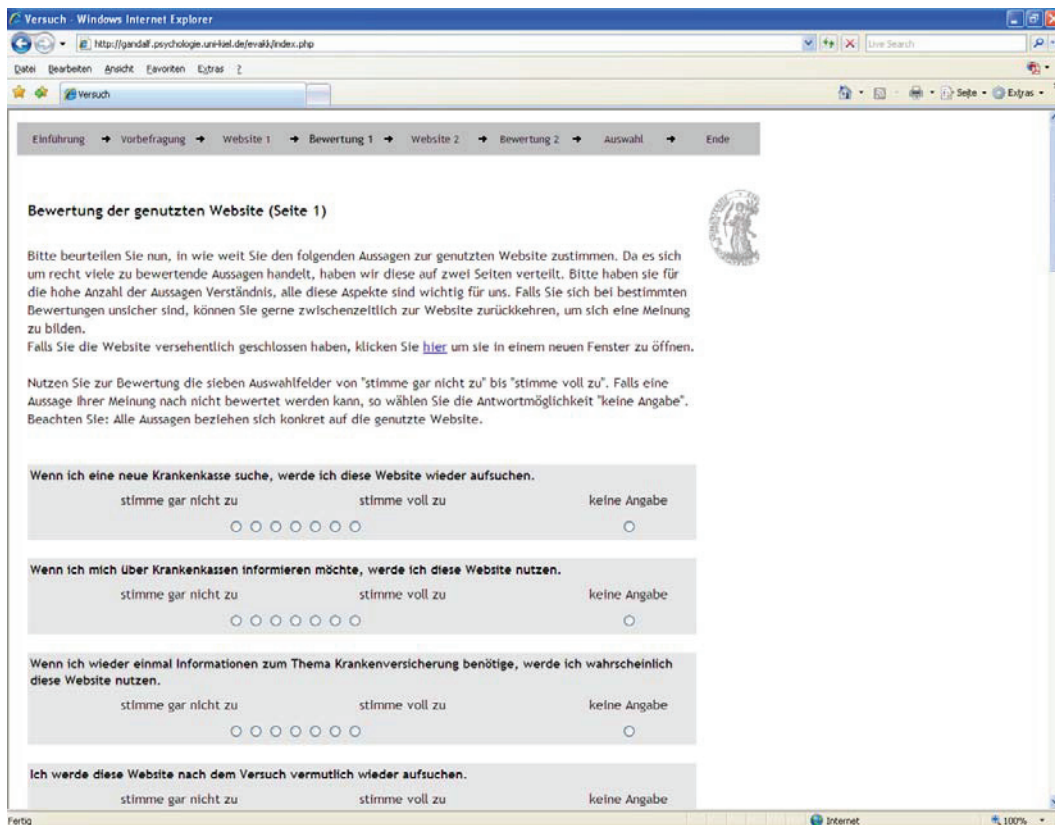 Versuch - Windows Internet Explorer
http://gandalf.psychologie.uni-kiel.de/evakk/index.php
Live Search
Datei Bearbeiten Ansicht Favoriten Extras ?
Versuch
Seite Extras
Einführung → Vorbefragung → Website 1 → Bewertung 1 → Website 2 → Bewertung 2 → Auswahl → Ende
Bewertung der genutzten Website (Seite 1)
Bitte beurteilen Sie nun, in wie weit Sie den folgenden Aussagen zur genutzten Website zustimmen. Da es sich
um recht viele zu bewertende Aussagen handelt, haben wir diese auf zwei Seiten verteilt. Bitte haben sie für
die hohe Anzahl der Aussagen Verständnis, alle diese Aspekte sind wichtig für uns. Falls Sie sich bei bestimmten
Bewertungen unsicher sind, können Sie gerne zwischenzeitlich zur Website zurückkehren, um sich eine Meinung
zu bilden.
Falls Sie die Website versehentlich geschlossen haben, klicken Sie hier um sie in einem neuen Fenster zu öffnen.
Nutzen Sie zur Bewertung die sieben Auswahlfelder von "stimme gar nicht zu" bis "stimme voll zu". Falls eine
Aussage Ihrer Meinung nach nicht bewertet werden kann, so wählen Sie die Antwortmöglichkeit "keine Angabe".
Beachten Sie: Alle Aussagen beziehen sich konkret auf die genutzte Website.
Wenn ich eine neue Krankenkasse suche, werde ich diese Website wieder aufsuchen.
stimme gar nicht zu stimme voll zu keine Angabe
Wenn ich mich über Krankenkassen informieren möchte, werde ich diese Website nutzen.
stimme gar nicht zu stimme voll zu keine Angabe
Wenn ich wieder einmal Informationen zum Thema Krankenversicherung benötige, werde ich wahrscheinlich
diese Website nutzen.
stimme gar nicht zu stimme voll zu keine Angabe
Ich werde diese Website nach dem Versuch vermutlich wieder aufsuchen.
stimme gar nicht zu stimme voll zu keine Angabe
Fertig Internet 100%